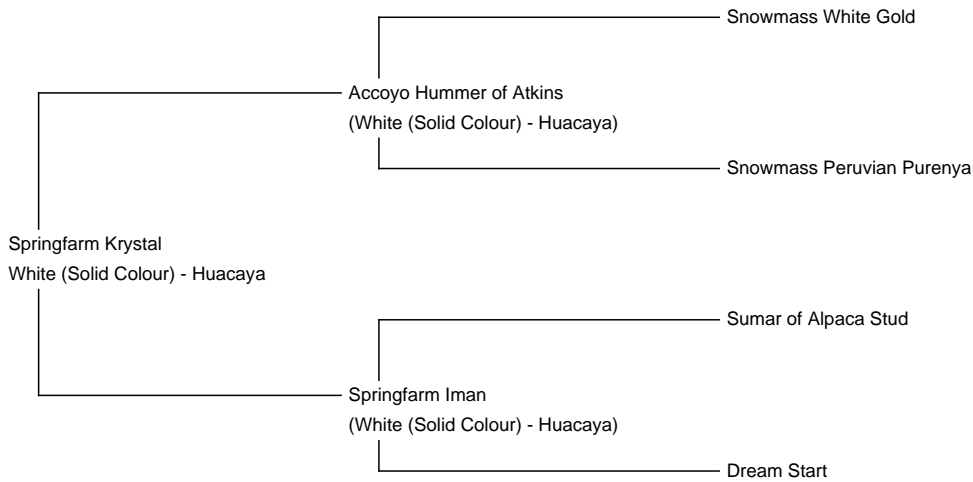 Snowmass White Gold
Accoyo Hummer of Atkins
(White (Solid Colour) - Huacaya)
Snowmass Peruvian Purenya
Springfarm Krystal
White (Solid Colour) - Huacaya
Sumar of Alpaca Stud
Springfarm Iman
(White (Solid Colour) - Huacaya)
Dream Start